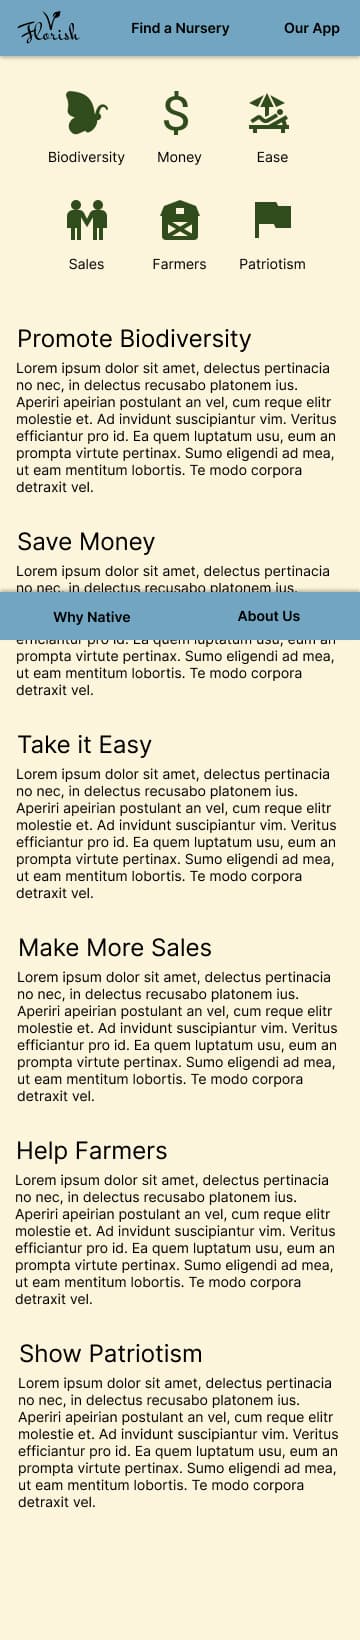 Florish
Find a Nursery
Our App
Biodiversity
Money
Ease
Sales
Farmers
Patriotism
Promote Biodiversity
Lorem ipsum dolor sit amet, delectus pertinacia
no nec, in delectus recusabo platonem ius.
Aperiri apeirian postulant an vel, cum reque elitr
molestie et. Ad invidunt suscipiantur vim. Veritus
efficiantur pro id. Ea quem luptatum usu, eum an
prompta virtute pertinax. Sumo eligendi ad mea,
ut eam mentitum lobortis. Te modo corpora
detraxit vel.
Save Money
Lorem ipsum dolor sit amet, delectus pertinacia
no nec, in delectus recusabo platonem ius.
Why Native
About Us
efficiantur pro id. Ea quem luptatum usu, eum an
prompta virtute pertinax. Sumo eligendi ad mea,
ut eam mentitum lobortis. Te modo corpora
detraxit vel.
Take it Easy
Lorem ipsum dolor sit amet, delectus pertinacia
no nec, in delectus recusabo platonem ius.
Aperiri apeirian postulant an vel, cum reque elitr
molestie et. Ad invidunt suscipiantur vim. Veritus
efficiantur pro id. Ea quem luptatum usu, eum an
prompta virtute pertinax. Sumo eligendi ad mea,
ut eam mentitum lobortis. Te modo corpora
detraxit vel.
Make More Sales
Lorem ipsum dolor sit amet, delectus pertinacia
no nec, in delectus recusabo platonem ius.
Aperiri apeirian postulant an vel, cum reque elitr
molestie et. Ad invidunt suscipiantur vim. Veritus
efficiantur pro id. Ea quem luptatum usu, eum an
prompta virtute pertinax. Sumo eligendi ad mea,
ut eam mentitum lobortis. Te modo corpora
detraxit vel.
Help Farmers
Lorem ipsum dolor sit amet, delectus pertinacia
no nec, in delectus recusabo platonem ius.
Aperiri apeirian postulant an vel, cum reque elitr
molestie et. Ad invidunt suscipiantur vim. Veritus
efficiantur pro id. Ea quem luptatum usu, eum an
prompta virtute pertinax. Sumo eligendi ad mea,
ut eam mentitum lobortis. Te modo corpora
detraxit vel.
Show Patriotism
Lorem ipsum dolor sit amet, delectus pertinacia
no nec, in delectus recusabo platonem ius.
Aperiri apeirian postulant an vel, cum reque elitr
molestie et. Ad invidunt suscipiantur vim. Veritus
efficiantur pro id. Ea quem luptatum usu, eum an
prompta virtute pertinax. Sumo eligendi ad mea,
ut eam mentitum lobortis. Te modo corpora
detraxit vel.